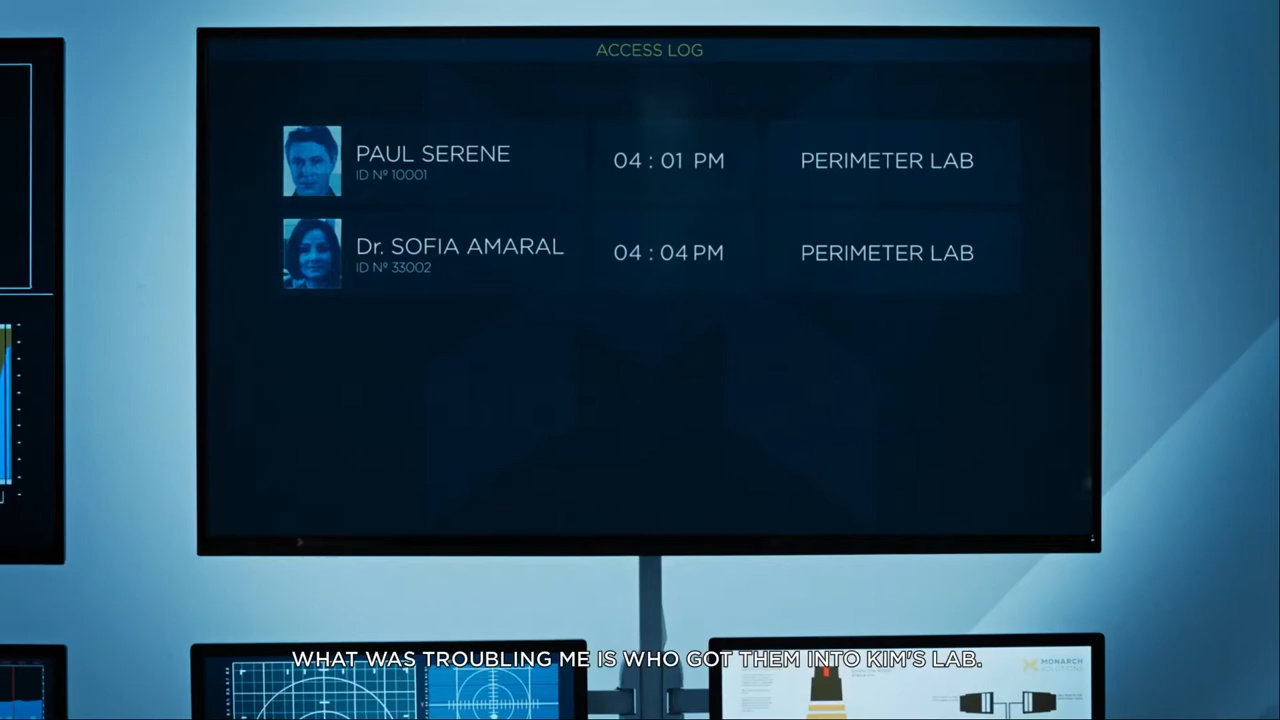 ACCESS LOG
PAUL SERENE
ID Nº 10001
04 : 01 PM
PERIMETER LAB
Dr. SOFIA AMARAL
ID Nº 33002
04 : 04 PM
PERIMETER LAB
WHAT WAS TROUBLING ME IS WHO GOT THEM INTO KIM'S LAB.
MONARCH
SOLUTIONS